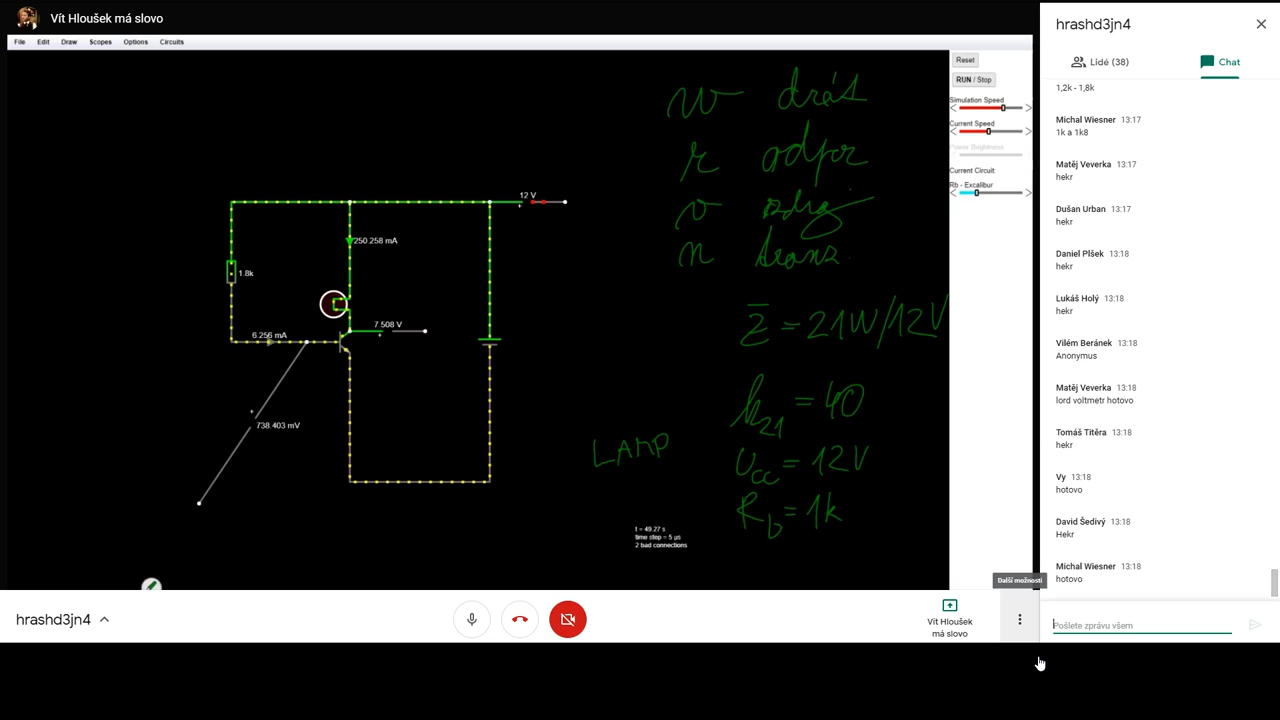 Vít Hloušek má slovo
File Edit Draw Scopes Options Circuits
12 V
250.258 mA
1.8k
7.508 V
6.256 mA
738.403 mV
t = 49.27 s
time step = 5 µs
2 bad connections
w drát
r odpor
v zdroj
n tranz.
Ž = 21W/12V
h21 = 40
LAMP
Ucc = 12V
Rb = 1k
Reset
RUN / Stop
Simulation Speed
Current Speed
Power Brightness
Current Circuit:
Rb - Excalibur
Další možnosti
hrashd3jn4
Vít Hloušek
má slovo
hrashd3jn4
Lidé (38) Chat
1,2k - 1,8k
Michal Wiesner 13:17
1k a 1k8
Matěj Veverka 13:17
hekr
Dušan Urban 13:17
hekr
Daniel Plšek 13:18
hekr
Lukáš Holý 13:18
hekr
Vilém Beránek 13:18
Anonymus
Matěj Veverka 13:18
lord voltmetr hotovo
Tomáš Titěra 13:18
hekr
Vy 13:18
hotovo
David Šedivý 13:18
Hekr
Michal Wiesner 13:18
hotovo
Pošlete zprávu všem